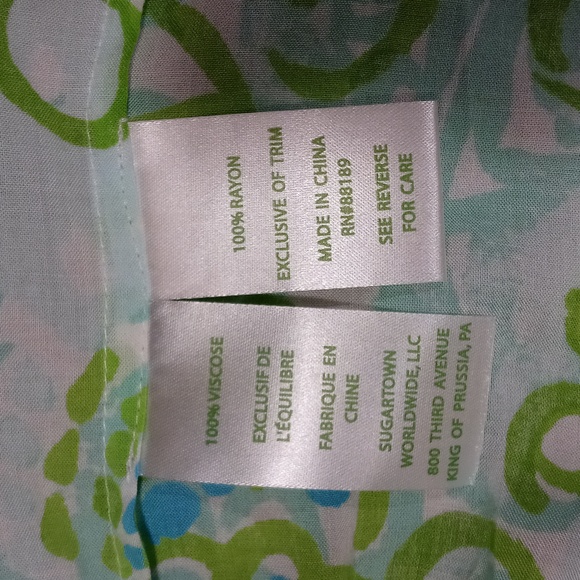 100% RAYON
EXCLUSIVE OF TRIM
MADE IN CHINA
RN#88189
SEE REVERSE
FOR CARE
100% VISCOSE
EXCLUSIF DE
L'ÉQUILIBRE
FABRIQUE EN
CHINE
SUGARTOWN
WORLDWIDE, LLC
800 THIRD AVENUE
KING OF PRUSSIA, PA